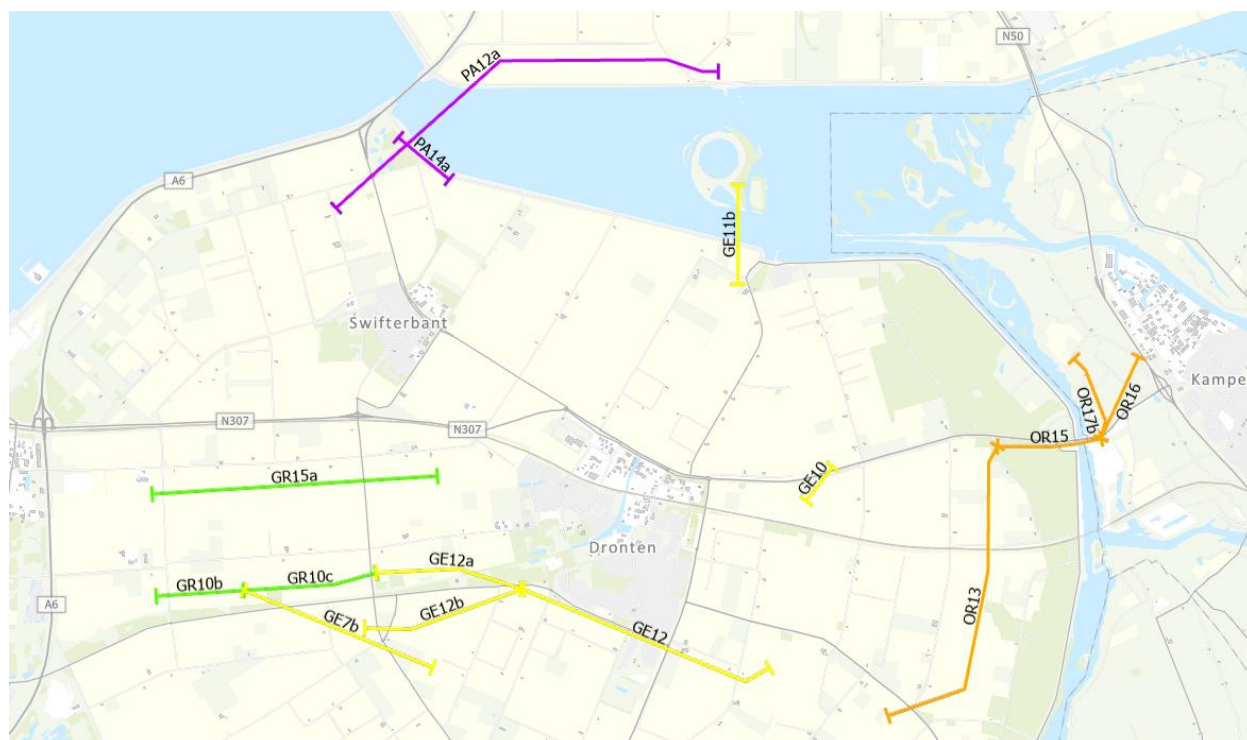 N50
PA12a
PA14a
A6
GE11b
Swifterbant
Kampe
OR17b
OR16
N307
N307
OR15
GR15a
GE10
Dronten
GE12a
GR10b
GR10c
A6
GE12b
GE7b
GE12
OR13